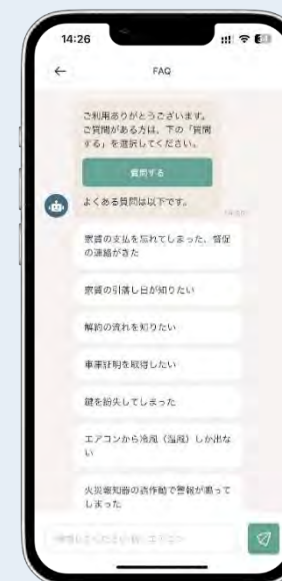 14:26
FAQ
ご利用ありがとうございます。
ご質問がある方は、下の「質問
する」を選択してください。
質問する
よくある質問は以下です。
家賃の支払を忘れてしまった、督促
の連絡がきた
家賃の引落し日が知りたい
解約の流れを知りたい
車庫証明を取得したい
鍵を紛失してしまった
エアコンから冷風（温風）しか出な
い
火災報知器の誤作動で警報が鳴って
しまった